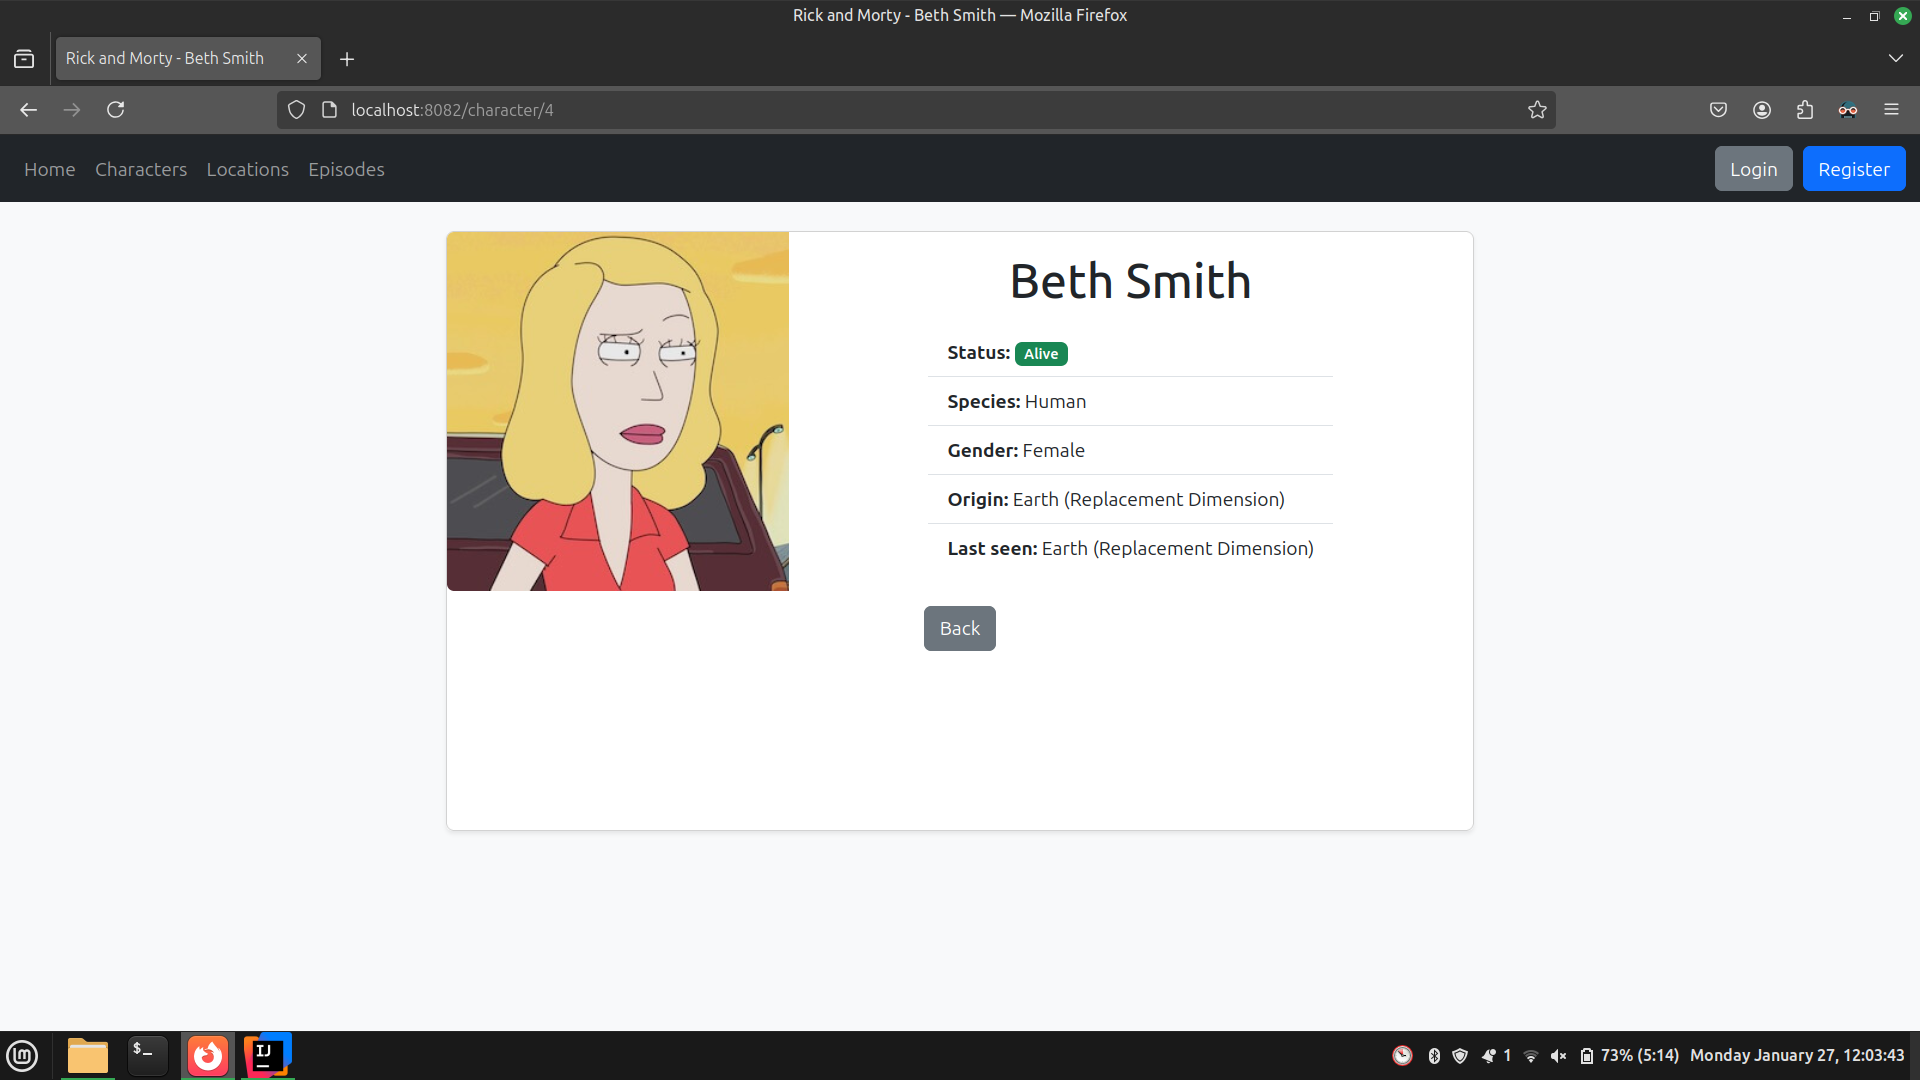 Rick and Morty - Beth Smith — Mozilla Firefox
Rick and Morty - Beth Smith
localhost:8082/character/4
Home Characters Locations Episodes Login Register
Beth Smith
Status: Alive
Species: Human
Gender: Female
Origin: Earth (Replacement Dimension)
Last seen: Earth (Replacement Dimension)
Back
$_ IJ 1 73% (5:14) Monday January 27, 12:03:43